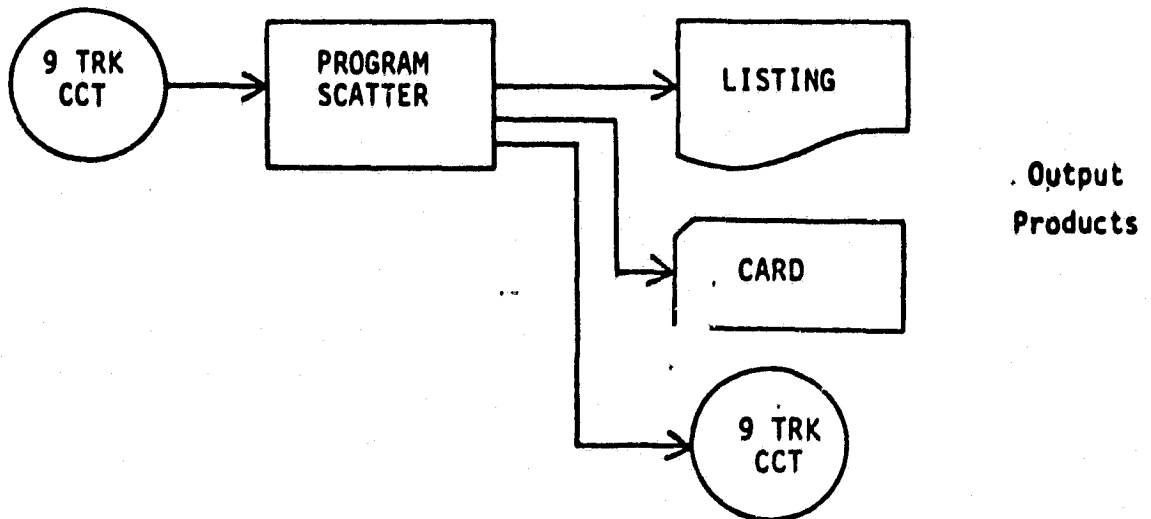 9 TRK
CCT
PROGRAM
SCATTER
LISTING
Output
Products
CARD
9 TRK
CCT